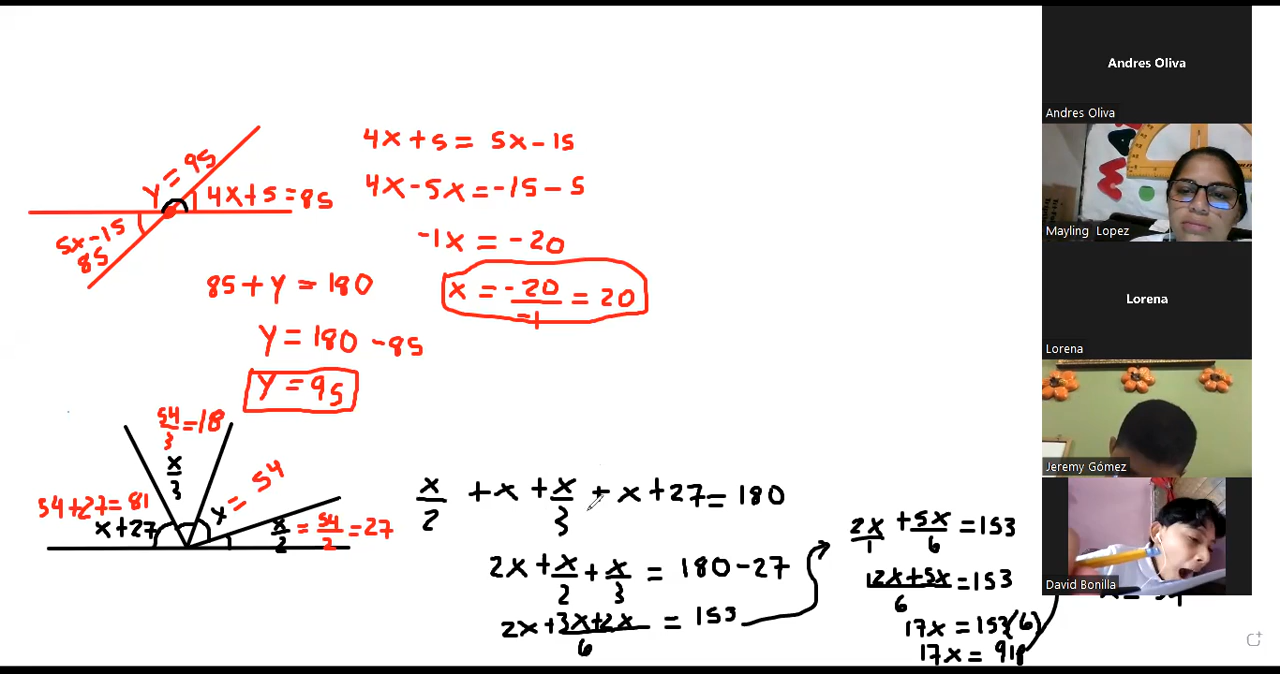 4x+5 = 5x-15
4x-5x = -15-5
-1x = -20
x = -20/-1 = 20
y = 95
4x+5 = 85
5x-15
85
85 + y = 180
y = 180 - 85
y = 95
54/3 = 18
x/3
54+27 = 81
x+27
x = 54
x/2 = 54/2 = 27
x/2 + x + x/3 + x + 27 = 180
2x + x/2 + x/3 = 180 - 27
2x + 3x+2x/6 = 153
2x/1 + 5x/6 = 153
12x+5x/6 = 153
17x = 153(6)
17x = 918
Andres Oliva
Andres Oliva
Mayling Lopez
Lorena
Lorena
Jeremy Gómez
David Bonilla